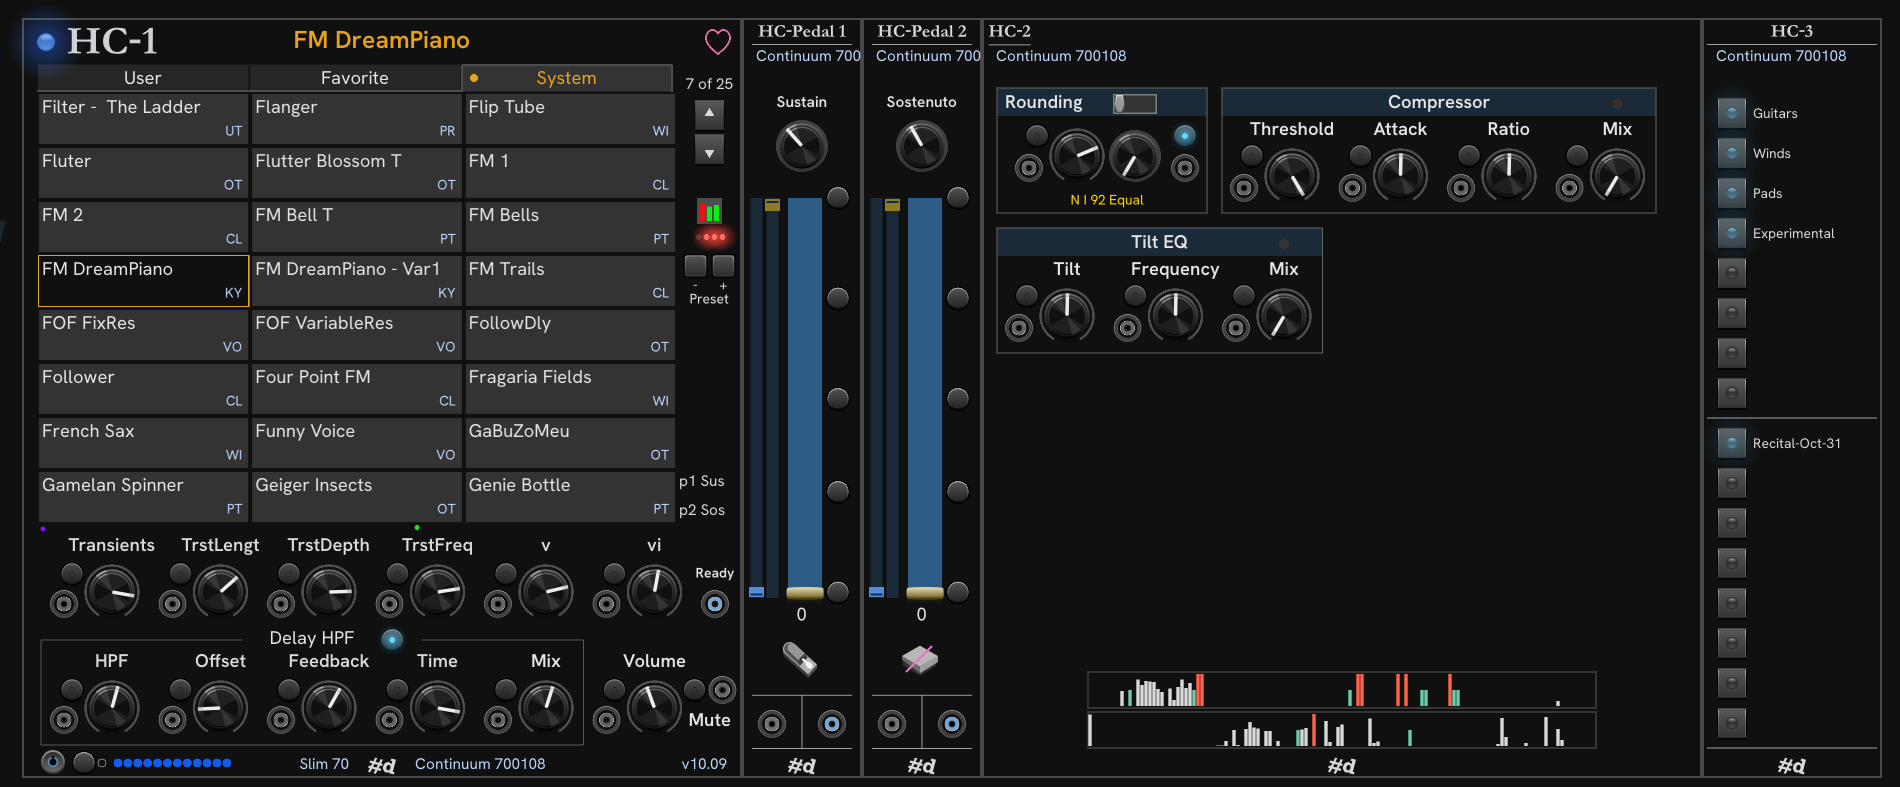 HC-1
FM DreamPiano
User
Favorite
System
7 of 25
Filter -  The Ladder
UT
Flanger
PR
Flip Tube
WI
Fluter
OT
Flutter Blossom T
OT
FM 1
CL
FM 2
CL
FM Bell T
PT
FM Bells
PT
FM DreamPiano
KY
FM DreamPiano - Var1
KY
FM Trails
CL
FOF FixRes
VO
FOF VariableRes
VO
FollowDly
OT
Follower
CL
Four Point FM
CL
Fragaria Fields
WI
French Sax
WI
Funny Voice
VO
GaBuZoMeu
OT
Gamelan Spinner
PT
Geiger Insects
OT
Genie Bottle
PT
- +
Preset
p1 Sus
p2 Sos
Transients
TrstLengt
TrstDepth
TrstFreq
v
vi
Ready
Delay HPF
HPF
Offset
Feedback
Time
Mix
Volume
Mute
Slim 70
#d
Continuum 700108
v10.09
HC-Pedal 1
Continuum 700
Sustain
0
#d
HC-Pedal 2
Continuum 700
Sostenuto
0
#d
HC-2
Continuum 700108
Rounding
N I 92 Equal
Compressor
Threshold
Attack
Ratio
Mix
Tilt EQ
Tilt
Frequency
Mix
#d
HC-3
Continuum 700108
Guitars
Winds
Pads
Experimental
Recital-Oct-31
#d